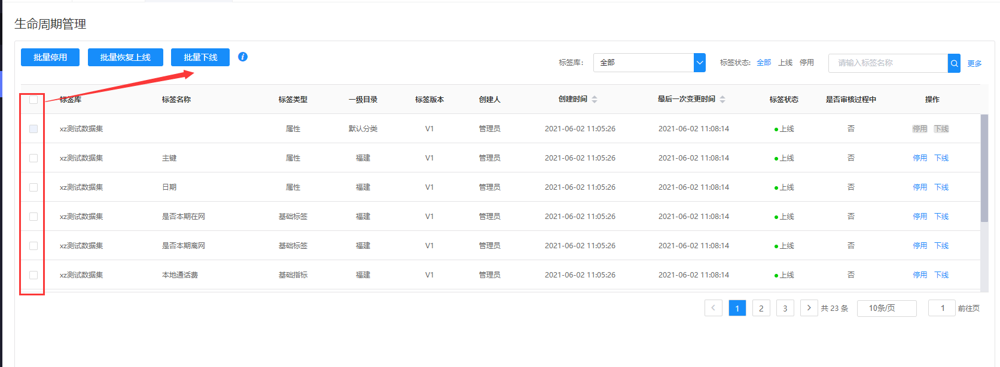 生命周期管理
批量停用 批量恢复上线 批量下线 i 标签库: 全部 标签状态: 全部 上线 停用 请输入标签名称 更多
标签库 标签名称 标签类型 一级目录 标签版本 创建人 创建时间 最后一次变更时间 标签状态 是否审核过程中 操作
xz测试数据集 属性 默认分类 V1 管理员 2021-06-02 11:05:26 2021-06-02 11:08:14 上线 否 停用 下线
xz测试数据集 主键 属性 福建 V1 管理员 2021-06-02 11:05:26 2021-06-02 11:08:14 上线 否 停用 下线
xz测试数据集 日期 属性 福建 V1 管理员 2021-06-02 11:05:26 2021-06-02 11:08:14 上线 否 停用 下线
xz测试数据集 是否本期在网 基础标签 福建 V1 管理员 2021-06-02 11:05:26 2021-06-02 11:08:14 上线 否 停用 下线
xz测试数据集 是否本期离网 基础标签 福建 V1 管理员 2021-06-02 11:05:26 2021-06-02 11:08:14 上线 否 停用 下线
xz测试数据集 本地通话费 基础指标 福建 V1 管理员 2021-06-02 11:05:26 2021-06-02 11:08:14 上线 否 停用 下线
1 2 3 共 23 条 10条/页 1 前往页